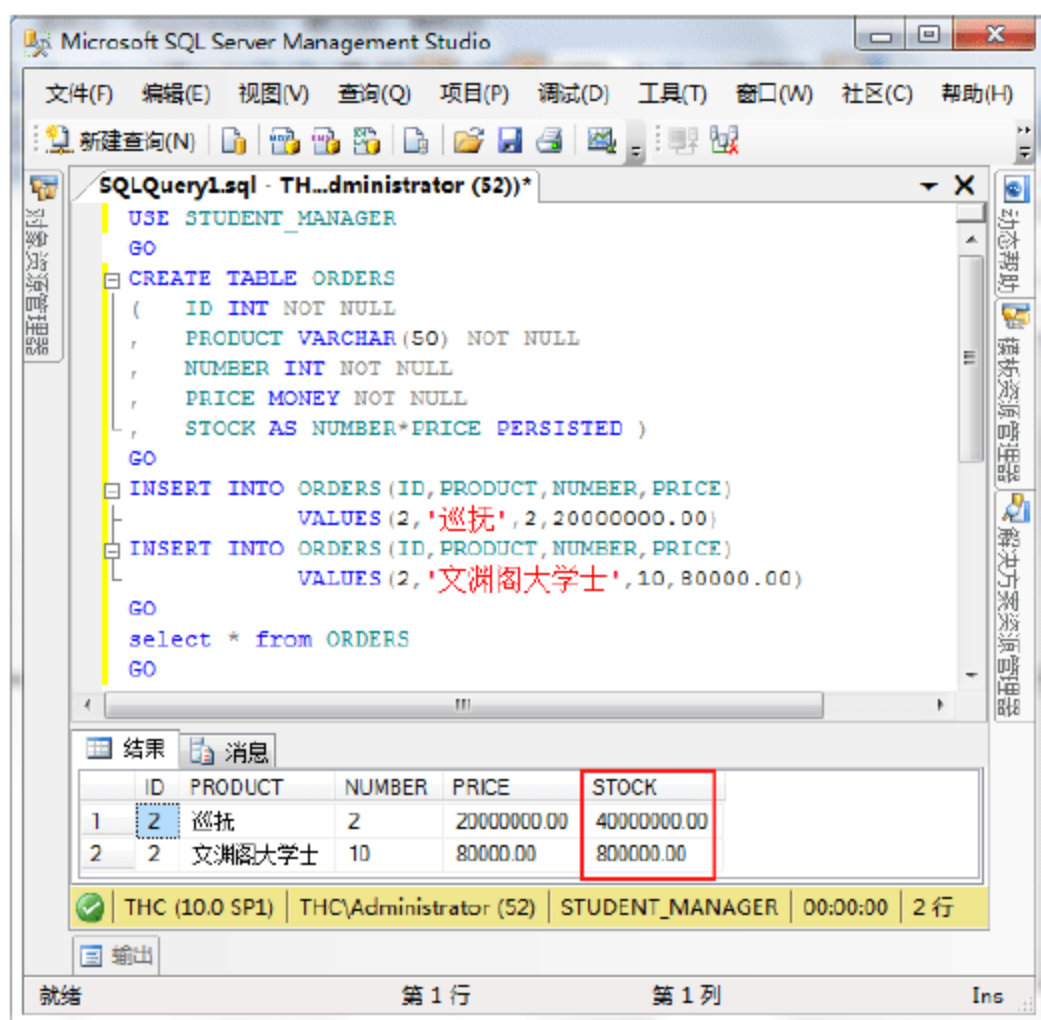 Microsoft SQL Server Management Studio
文件(F) 编辑(E) 视图(V) 查询(Q) 项目(P) 调试(D) 工具(T) 窗口(W) 社区(C) 帮助(H)
新建查询(N)
SQLQuery1.sql - TH...dministrator (52))*
对象资源管理器
USE STUDENT_MANAGER
GO
CREATE TABLE ORDERS
( ID INT NOT NULL
, PRODUCT VARCHAR(50) NOT NULL
, NUMBER INT NOT NULL
, PRICE MONEY NOT NULL
, STOCK AS NUMBER*PRICE PERSISTED )
GO
INSERT INTO ORDERS(ID,PRODUCT,NUMBER,PRICE)
VALUES(2,'巡抚',2,20000000.00)
INSERT INTO ORDERS(ID,PRODUCT,NUMBER,PRICE)
VALUES(2,'文渊阁大学士',10,80000.00)
GO
select * from ORDERS
GO
动态帮助
模板资源管理器
解决方案资源管理器
结果 消息
ID PRODUCT NUMBER PRICE STOCK
1 2 巡抚 2 20000000.00 40000000.00
2 2 文渊阁大学士 10 80000.00 800000.00
THC (10.0 SP1) THC\Administrator (52) STUDENT_MANAGER 00:00:00 2 行
输出
就绪 第 1 行 第 1 列 Ins